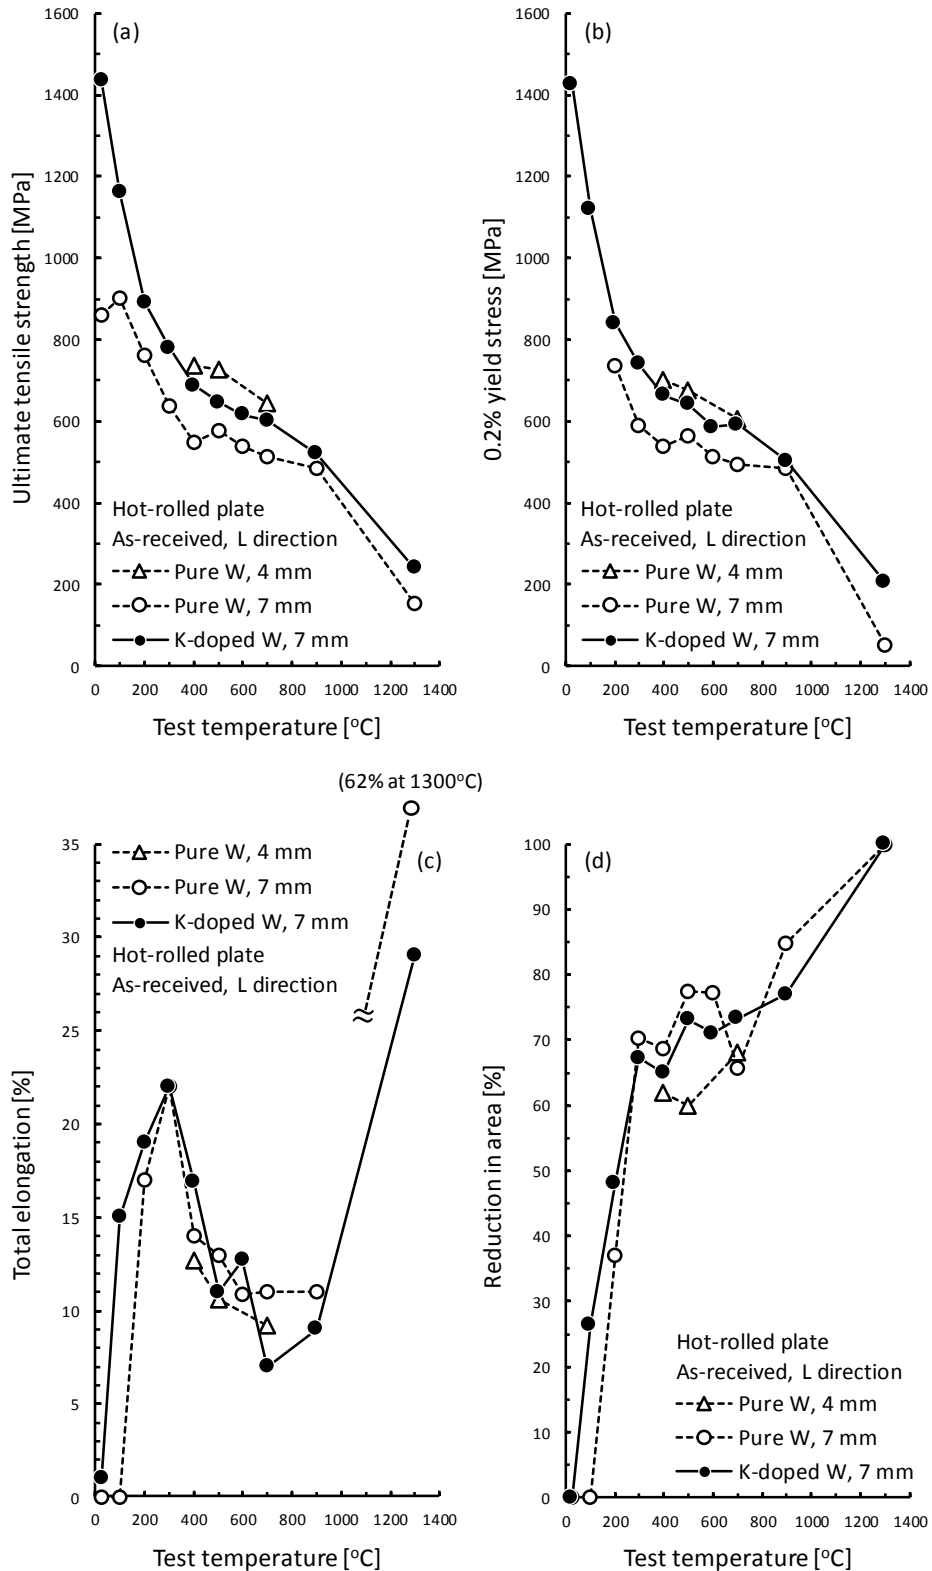 (a)
Ultimate tensile strength [MPa]
1600
1400
1200
1000
800
600
400
200
0
Hot-rolled plate
As-received, L direction
Pure W, 4 mm
Pure W, 7 mm
K-doped W, 7 mm
0 200 400 600 800 1000 1200 1400
Test temperature [°C]
(b)
0.2% yield stress [MPa]
1600
1400
1200
1000
800
600
400
200
0
Hot-rolled plate
As-received, L direction
Pure W, 4 mm
Pure W, 7 mm
K-doped W, 7 mm
0 200 400 600 800 1000 1200 1400
Test temperature [°C]
(62% at 1300°C)
(c)
Total elongation [%]
35
30
25
20
15
10
5
0
Pure W, 4 mm
Pure W, 7 mm
K-doped W, 7 mm
Hot-rolled plate
As-received, L direction
0 200 400 600 800 1000 1200 1400
Test temperature [°C]
(d)
Reduction in area [%]
100
90
80
70
60
50
40
30
20
10
0
Hot-rolled plate
As-received, L direction
Pure W, 4 mm
Pure W, 7 mm
K-doped W, 7 mm
0 200 400 600 800 1000 1200 1400
Test temperature [°C]